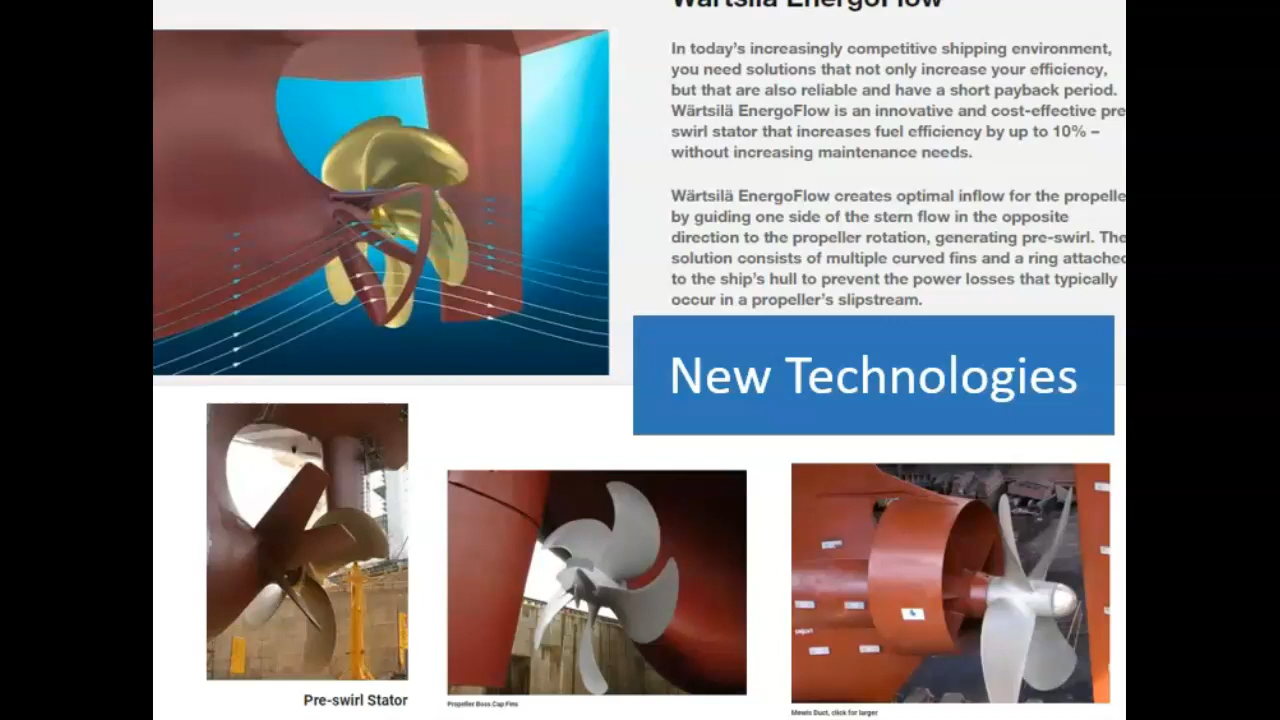 Wärtsilä EnergoFlow
In today's increasingly competitive shipping environment,
you need solutions that not only increase your efficiency,
but that are also reliable and have a short payback period.
Wärtsilä EnergoFlow is an innovative and cost-effective pre
swirl stator that increases fuel efficiency by up to 10% –
without increasing maintenance needs.
Wärtsilä EnergoFlow creates optimal inflow for the propelle
by guiding one side of the stern flow in the opposite
direction to the propeller rotation, generating pre-swirl. The
solution consists of multiple curved fins and a ring attached
to the ship's hull to prevent the power losses that typically
occur in a propeller's slipstream.
New Technologies
Pre-swirl Stator
Propeller Boss Cap Fins
Mewis Duct, click for larger